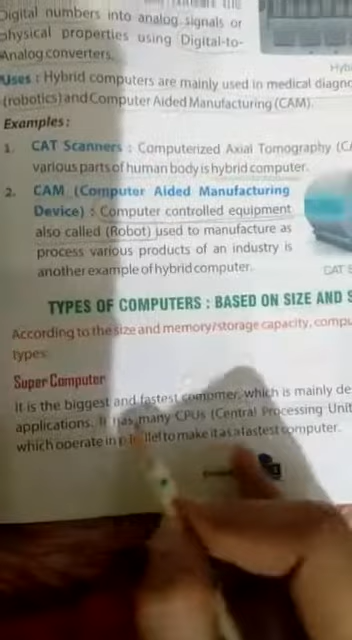 Digital numbers into analog signals or
physical properties using Digital-to-
Analog converters.
Uses : Hybrid computers are mainly used in medical diagno
(robotics) and Computer Aided Manufacturing (CAM).
Examples :
1. CAT Scanners : Computerized Axial Tomography (CA
various parts of human body is hybrid computer.
2. CAM (Computer Aided Manufacturing
Device) : Computer controlled equipment
also called (Robot) used to manufacture as
process various products of an industry is
another example of hybrid computer.
CAT S
TYPES OF COMPUTERS : BASED ON SIZE AND S
According to the size and memory/storage capacity, compu
types:
Super Computer
It is the biggest and fastest computer, which is mainly de
applications. It has many CPUs (Central Processing Unit
which operate in parallel to make it as a fastest computer.